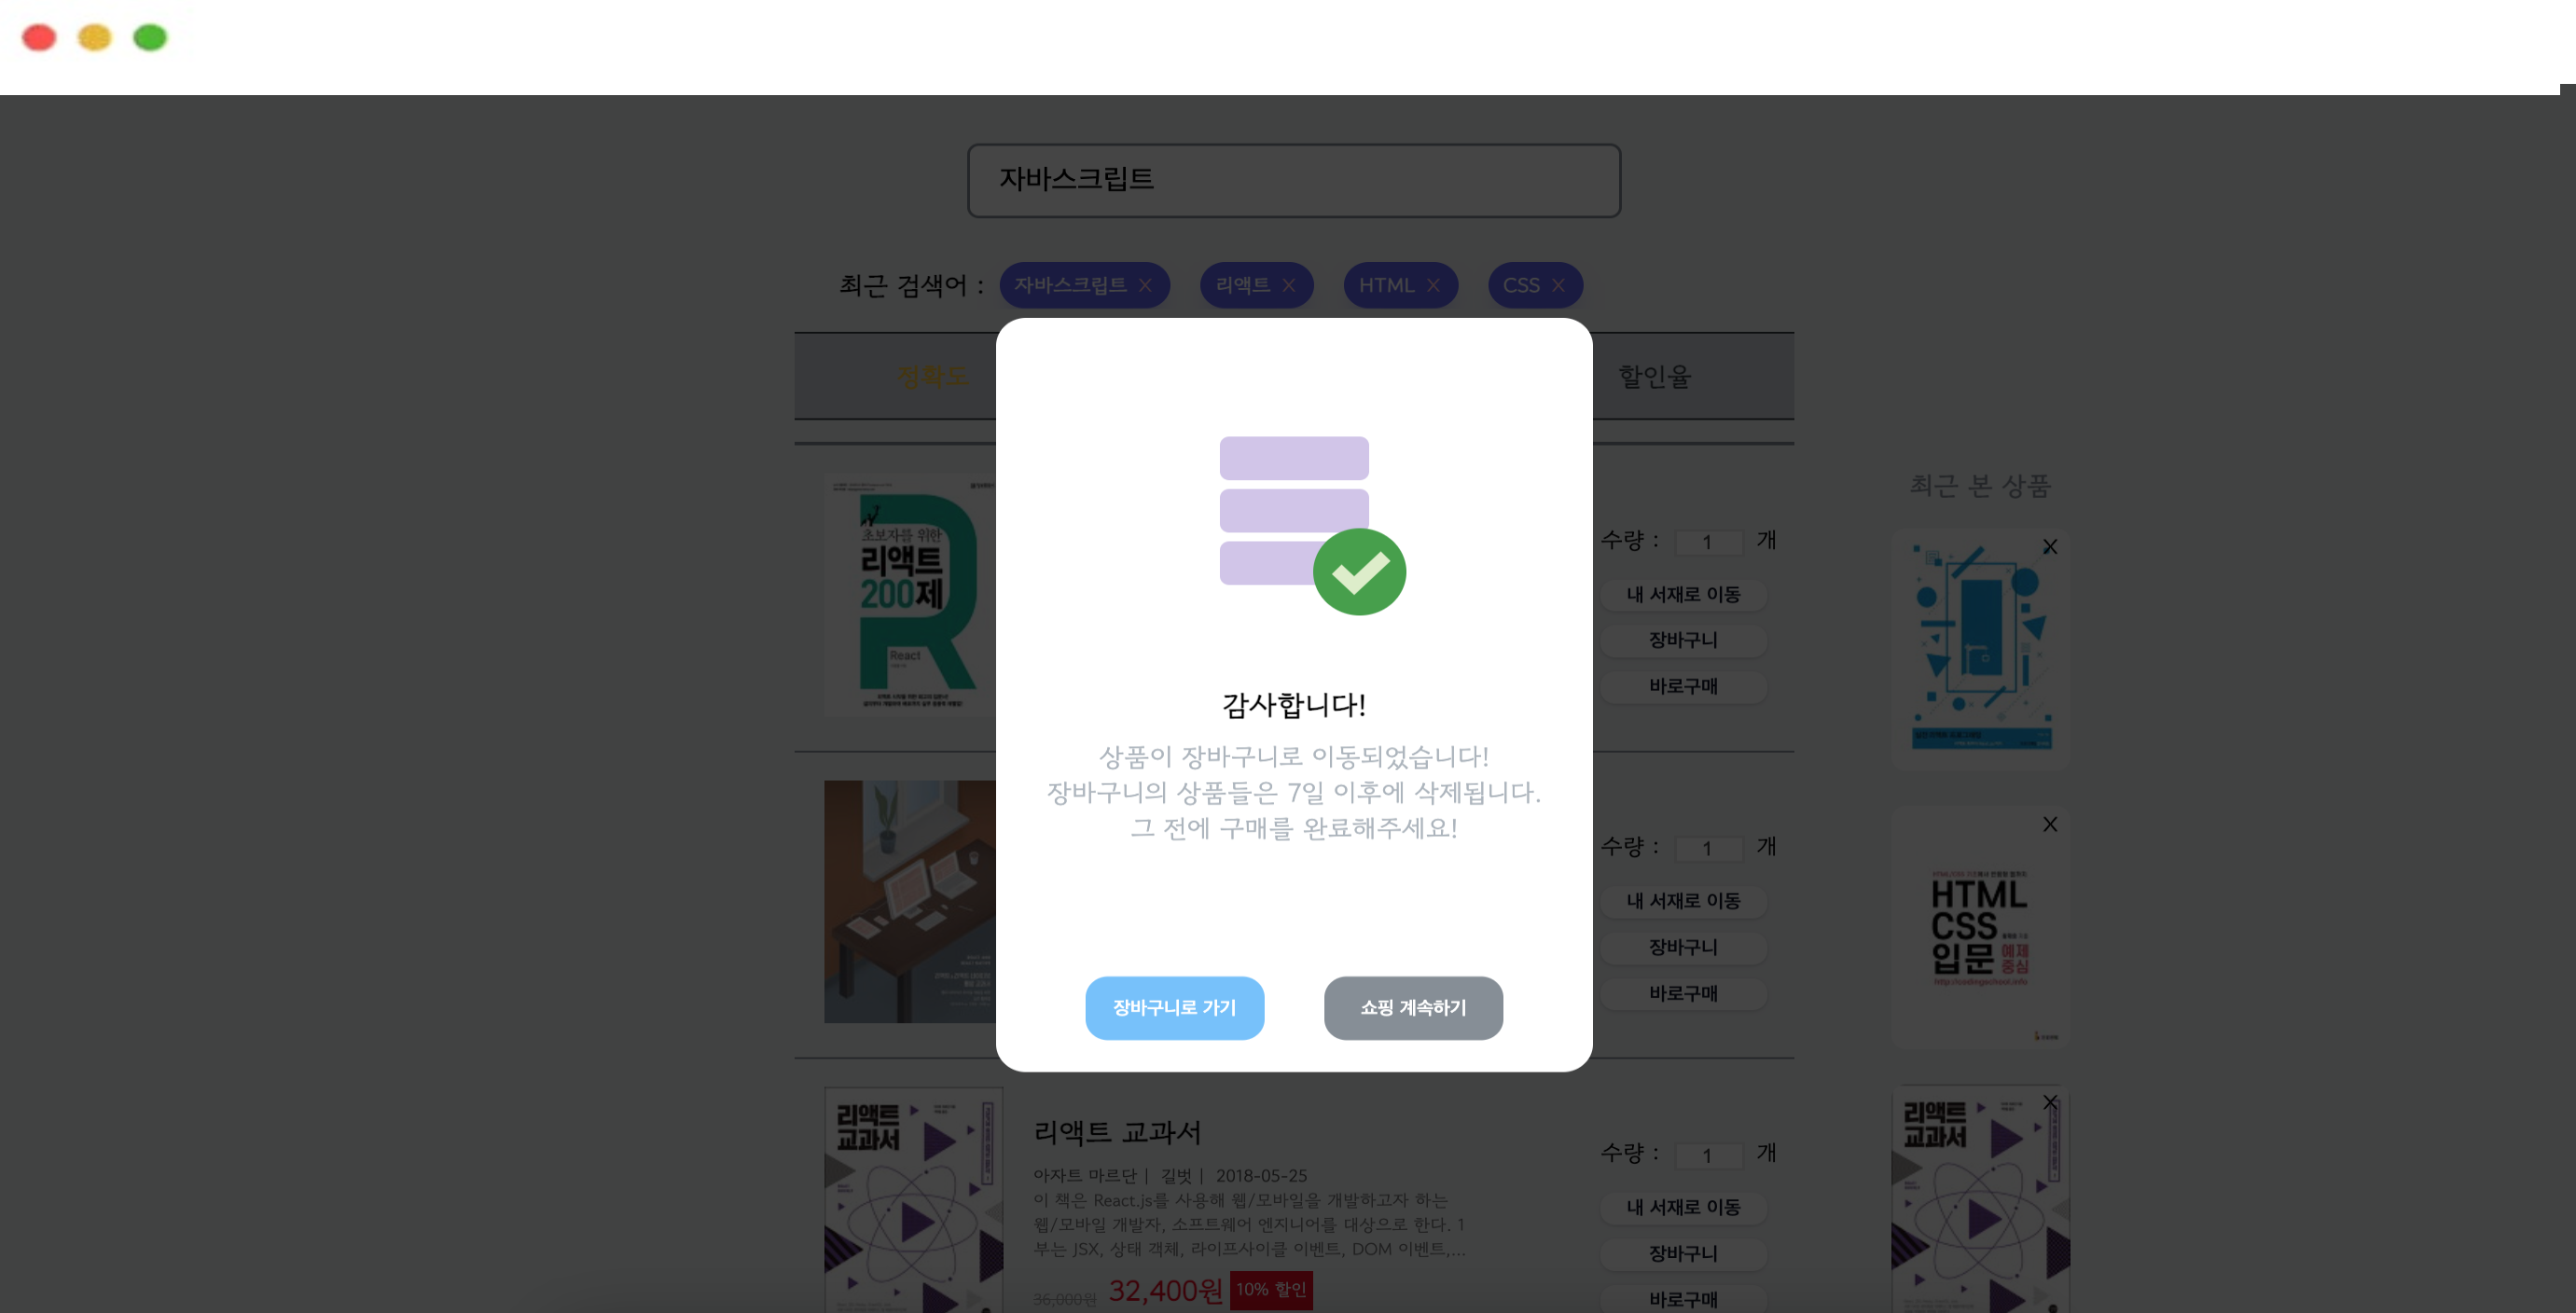 자바스크립트
최근 검색어 : 자바스크립트 X 리액트 X HTML X CSS X
정확도 할인율
최근 본 상품
초보자를 위한
리액트
200제
React
수량 : 1 개
내 서재로 이동
장바구니
바로구매
X
감사합니다!
상품이 장바구니로 이동되었습니다!
장바구니의 상품들은 7일 이후에 삭제됩니다.
그 전에 구매를 완료해주세요!
장바구니로 가기 쇼핑 계속하기
수량 : 1 개
내 서재로 이동
장바구니
바로구매
X
HTML
CSS
입문 예제
중심
http://codingschool.info
리액트
교과서
리액트 교과서
아자트 마르단 | 길벗 | 2018-05-25
이 책은 React.js를 사용해 웹/모바일을 개발하고자 하는
웹/모바일 개발자, 소프트웨어 엔지니어를 대상으로 한다. 1
부는 JSX, 상태 객체, 라이프사이클 이벤트, DOM 이벤트,...
36,000원 32,400원 10% 할인
수량 : 1 개
내 서재로 이동
장바구니
바로구매
X
리액트
교과서